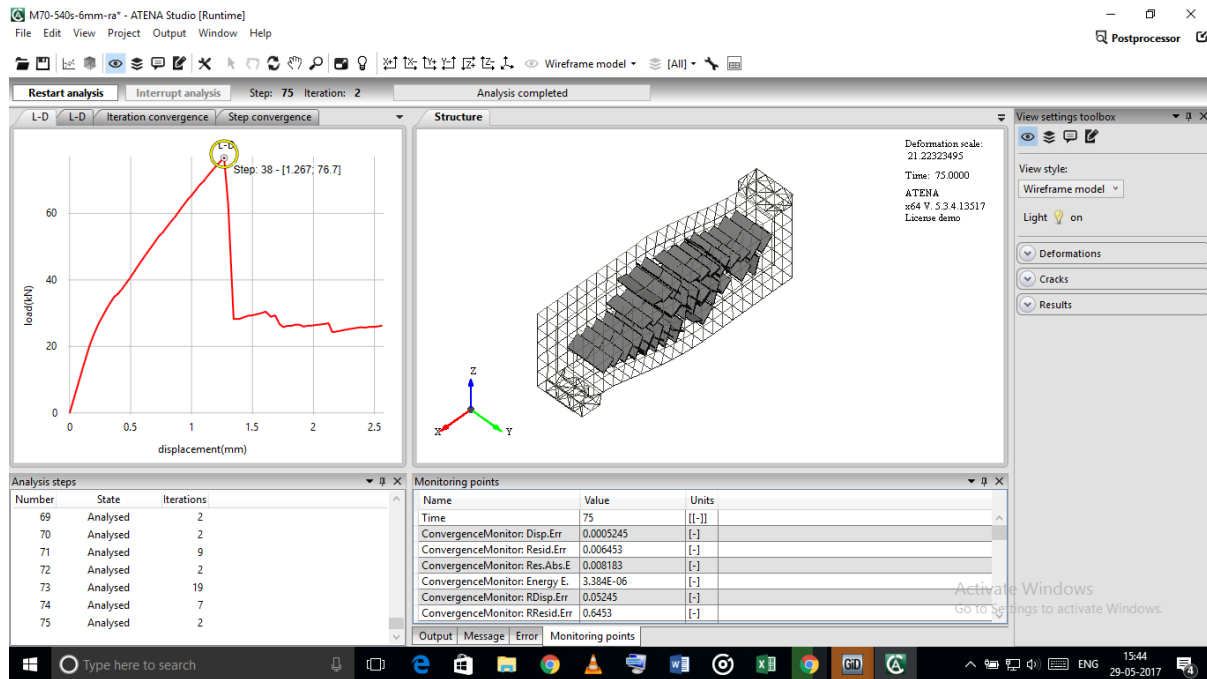 M70-540s-6mm-ra* - ATENA Studio [Runtime]
File Edit View Project Output Window Help
Postprocessor
Wireframe model
[All]
Restart analysis Interrupt analysis Step: 75 Iteration: 2 Analysis completed
L-D L-D Iteration convergence Step convergence
L-D
Step: 38 - [1.267; 76.7]
60
40
20
0
load(kN)
0 0.5 1 1.5 2 2.5
displacement(mm)
Structure
Deformation scale:
21.22323495
Time: 75.0000
ATENA
x64 V. 5.3.4.13517
License demo
Z
X Y
View settings toolbox
View style:
Wireframe model
Light on
Deformations
Cracks
Results
Analysis steps
Number State Iterations
69 Analysed 2
70 Analysed 2
71 Analysed 9
72 Analysed 2
73 Analysed 19
74 Analysed 7
75 Analysed 2
Monitoring points
Name Value Units
Time 75 [[-]]
ConvergenceMonitor: Disp.Err 0.0005245 [-]
ConvergenceMonitor: Resid.Err 0.006453 [-]
ConvergenceMonitor: Res.Abs.E 0.008183 [-]
ConvergenceMonitor: Energy E. 3.384E-06 [-]
ConvergenceMonitor: RDisp.Err 0.05245 [-]
ConvergenceMonitor: RResid.Err 0.6453 [-]
Output Message Error Monitoring points
Activate Windows
Go to Settings to activate Windows.
Type here to search
ENG
15:44
29-05-2017
4